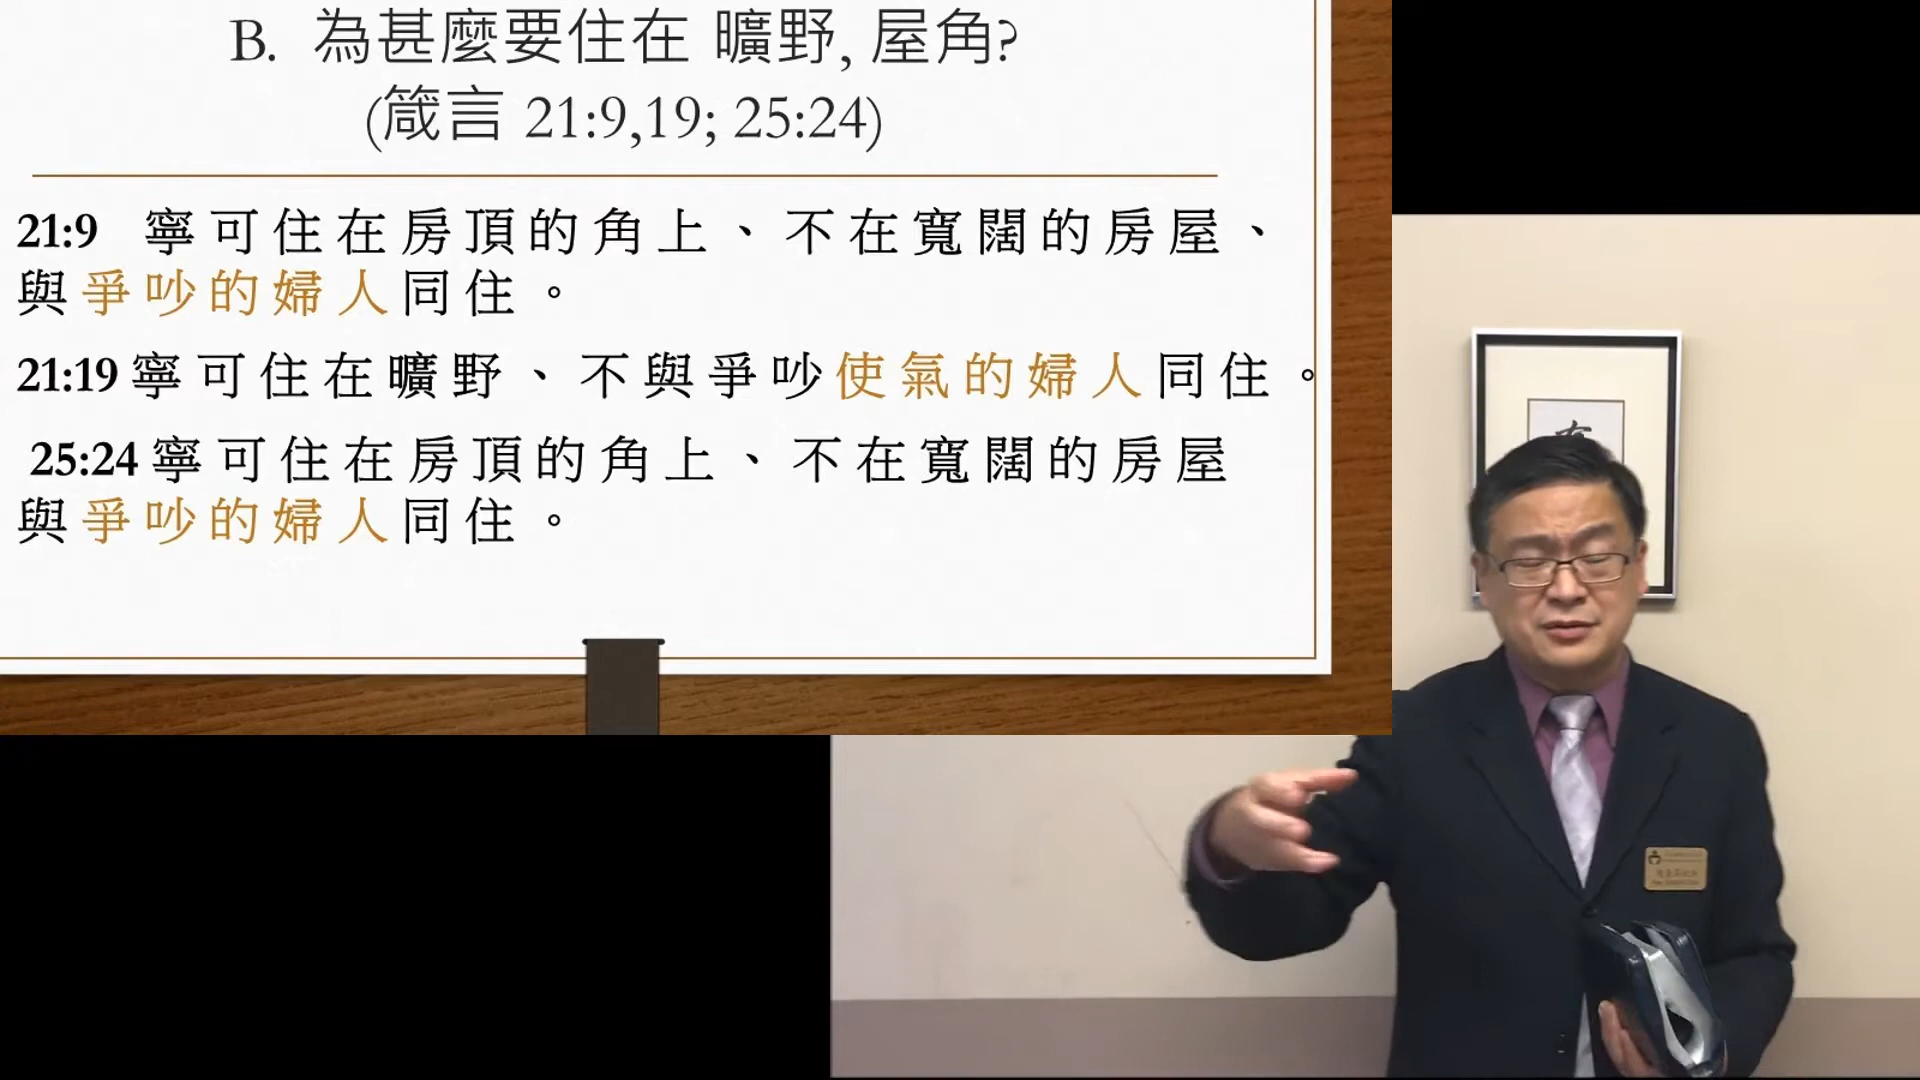 B. 為甚麼要住在 曠野, 屋角?
(箴言 21:9,19; 25:24)
21:9 寧可住在房頂的角上、不在寬闊的房屋、
與爭吵的婦人同住。
21:19 寧可住在曠野、不與爭吵使氣的婦人同住。
25:24 寧可住在房頂的角上、不在寬闊的房屋
與爭吵的婦人同住。